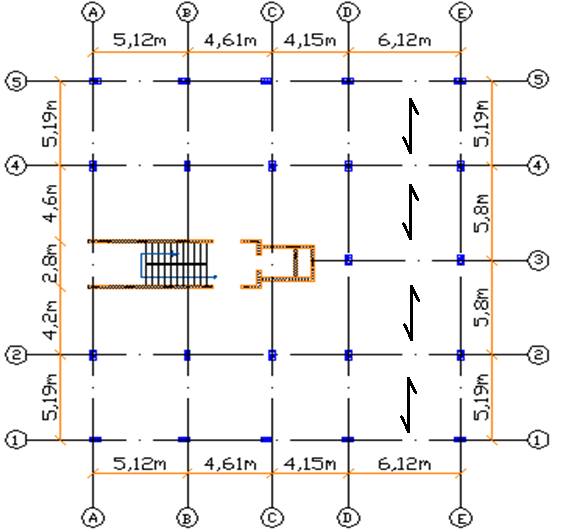 A B C D E
5,12m 4,61m 4,15m 6,12m
5 5
5,19m 5,19m
4 4
4,6m 5,8m
2,8m
3
4,2m 5,8m
2 2
5,19m 5,19m
1 1
5,12m 4,61m 4,15m 6,12m
A B C D E